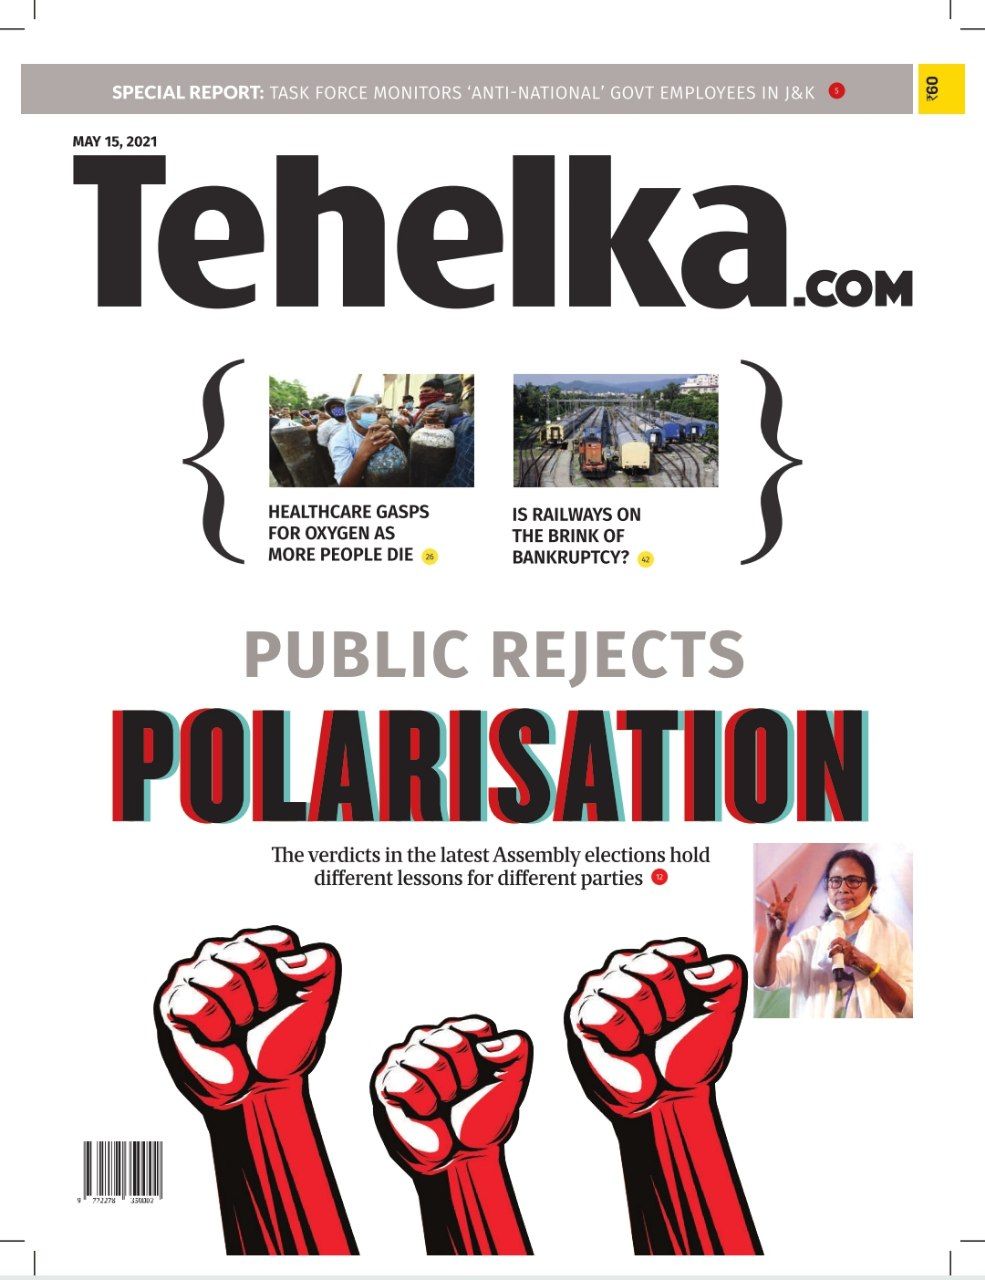 SPECIAL REPORT: TASK FORCE MONITORS ‘ANTI-NATIONAL’ GOVT EMPLOYEES IN J&K 5
₹60
MAY 15, 2021
Tehelka.COM
HEALTHCARE GASPS
FOR OXYGEN AS
MORE PEOPLE DIE 26
IS RAILWAYS ON
THE BRINK OF
BANKRUPTCY? 42
PUBLIC REJECTS
POLARISATION
The verdicts in the latest Assembly elections hold
different lessons for different parties 12
9 772278